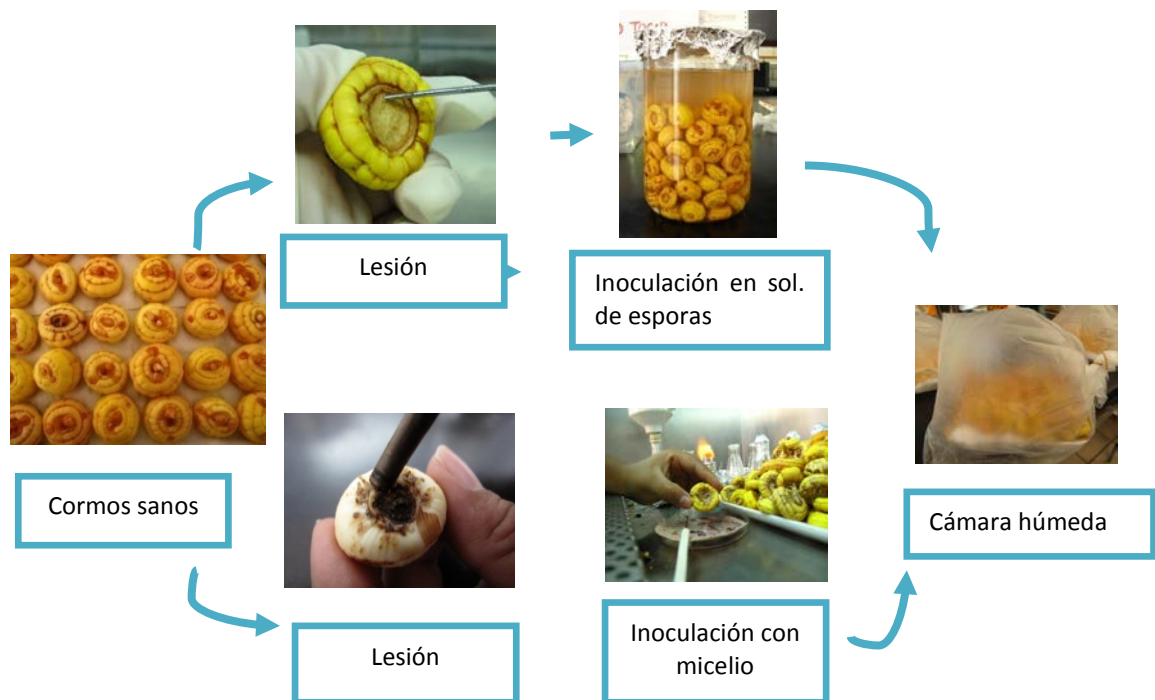 Lesión
Inoculación en sol.
de esporas
Cormos sanos
Cámara húmeda
Lesión
Inoculación con
micelio